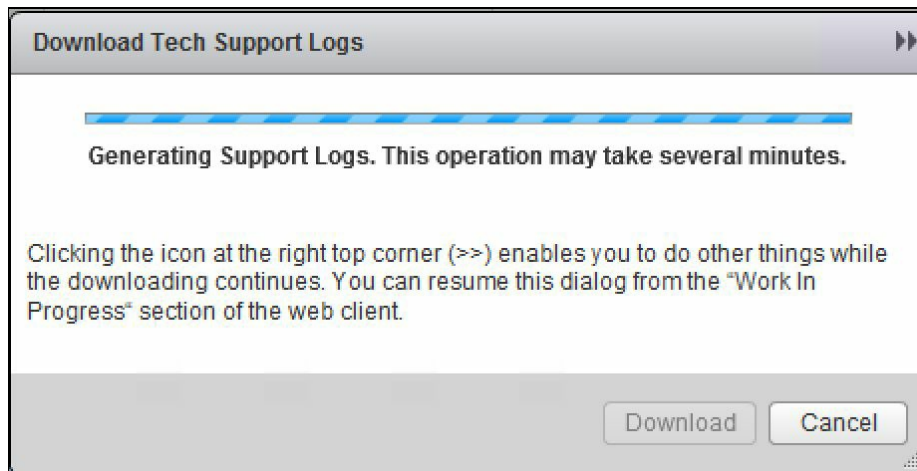 Download Tech Support Logs
Generating Support Logs. This operation may take several minutes.
Clicking the icon at the right top corner (>>) enables you to do other things while
the downloading continues. You can resume this dialog from the “Work In
Progress“ section of the web client.
Download Cancel